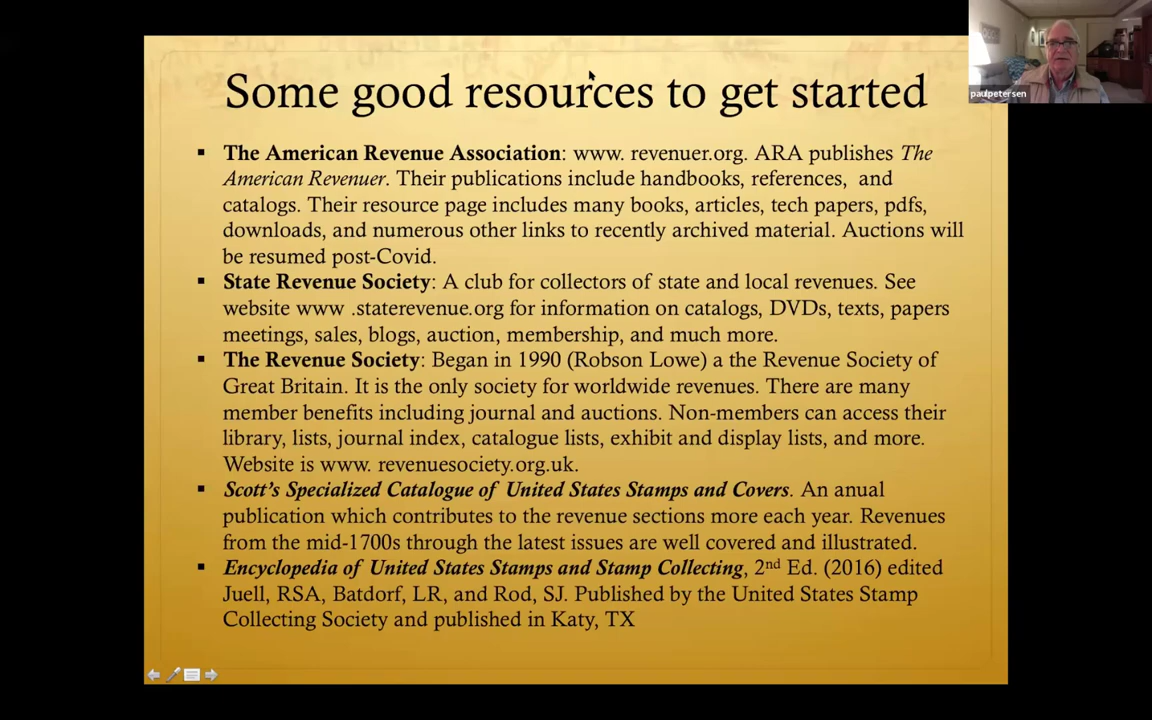 Some good resources to get started
paulpetersen
▪ The American Revenue Association: www. revenuer.org. ARA publishes The
American Revenuer. Their publications include handbooks, references, and
catalogs. Their resource page includes many books, articles, tech papers, pdfs,
downloads, and numerous other links to recently archived material. Auctions will
be resumed post-Covid.
▪ State Revenue Society: A club for collectors of state and local revenues. See
website www .staterevenue.org for information on catalogs, DVDs, texts, papers
meetings, sales, blogs, auction, membership, and much more.
▪ The Revenue Society: Began in 1990 (Robson Lowe) a the Revenue Society of
Great Britain. It is the only society for worldwide revenues. There are many
member benefits including journal and auctions. Non-members can access their
library, lists, journal index, catalogue lists, exhibit and display lists, and more.
Website is www. revenuesociety.org.uk.
▪ Scott's Specialized Catalogue of United States Stamps and Covers. An anual
publication which contributes to the revenue sections more each year. Revenues
from the mid-1700s through the latest issues are well covered and illustrated.
▪ Encyclopedia of United States Stamps and Stamp Collecting, 2nd Ed. (2016) edited
Juell, RSA, Batdorf, LR, and Rod, SJ. Published by the United States Stamp
Collecting Society and published in Katy, TX